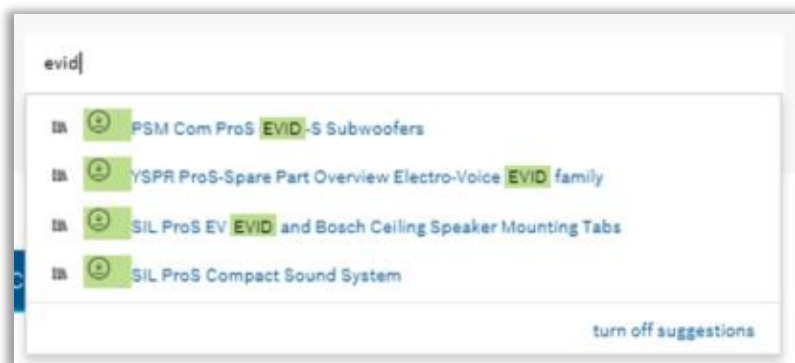 evid
PSM Com ProS EVID-S Subwoofers
YSPR ProS-Spare Part Overview Electro-Voice EVID family
SIL ProS EV EVID and Bosch Ceiling Speaker Mounting Tabs
SIL ProS Compact Sound System
turn off suggestions